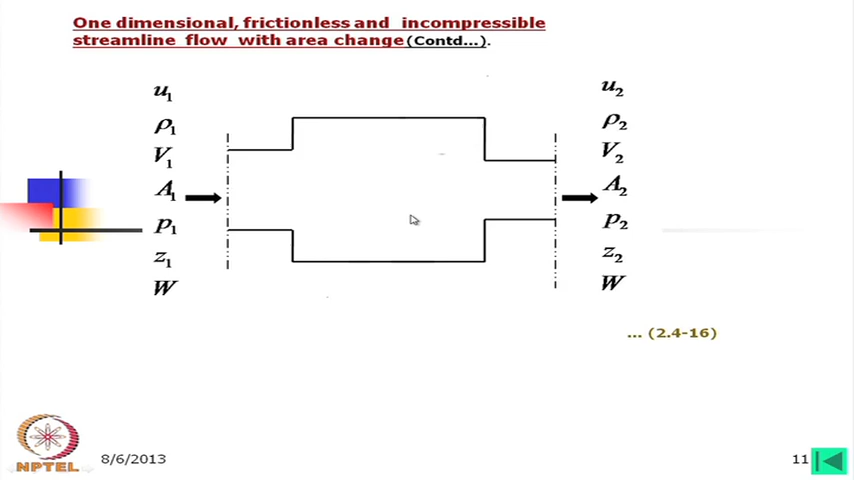 One dimensional, frictionless and incompressible
streamline flow with area change (Contd...).
u₁
ρ₁
V₁
A₁
p₁
z₁
W
u₂
ρ₂
V₂
A₂
p₂
z₂
W
... (2.4-16)
NPTEL
8/6/2013
11